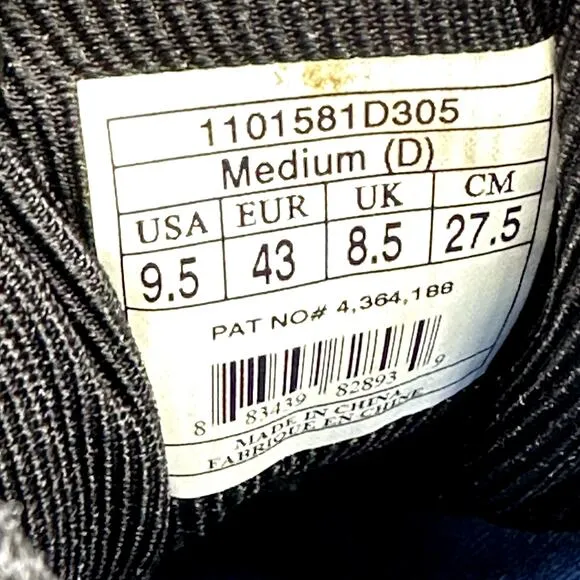 1101581D305
Medium (D)
USA EUR UK CM
9.5 43 8.5 27.5
PAT NO# 4,364,188
8 83439 82893 9
MADE IN CHINA
FABRIQUE EN CHINE